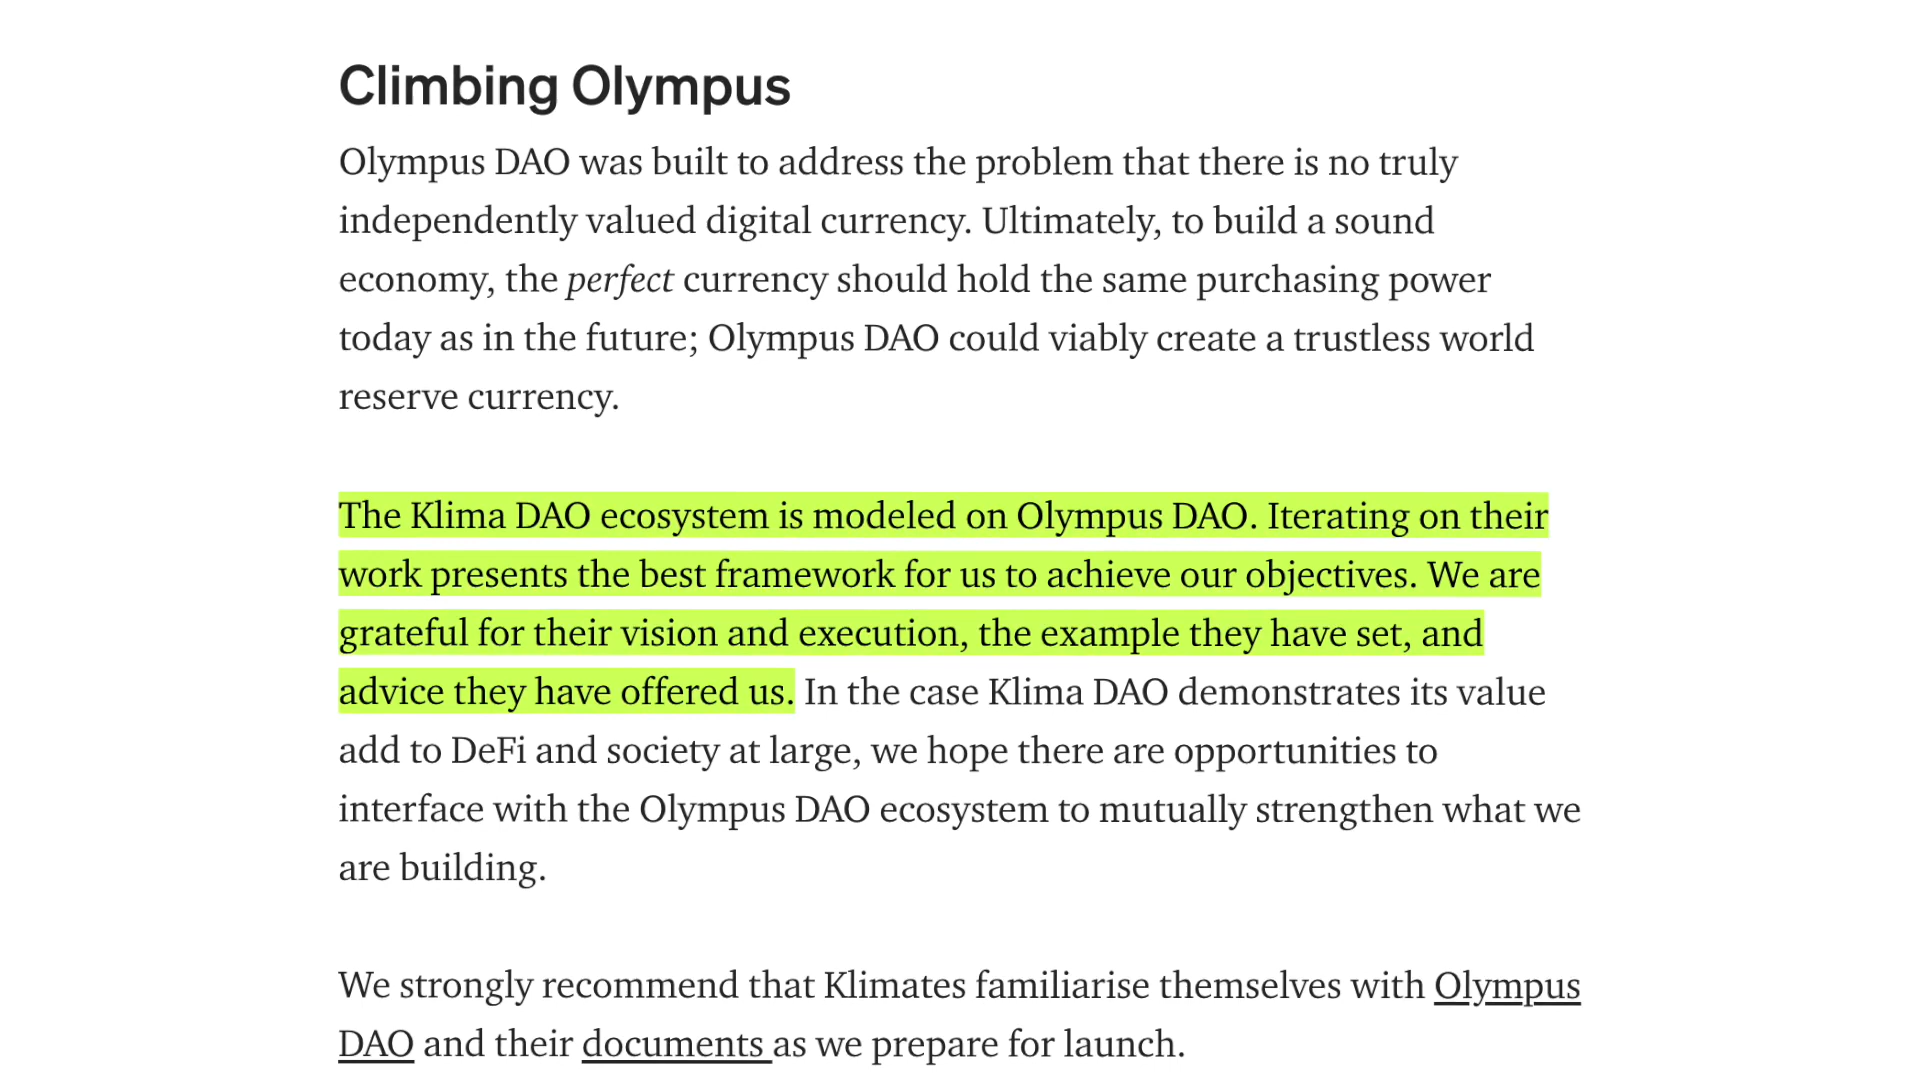 Climbing Olympus
Olympus DAO was built to address the problem that there is no truly
independently valued digital currency. Ultimately, to build a sound
economy, the perfect currency should hold the same purchasing power
today as in the future; Olympus DAO could viably create a trustless world
reserve currency.
The Klima DAO ecosystem is modeled on Olympus DAO. Iterating on their
work presents the best framework for us to achieve our objectives. We are
grateful for their vision and execution, the example they have set, and
advice they have offered us. In the case Klima DAO demonstrates its value
add to DeFi and society at large, we hope there are opportunities to
interface with the Olympus DAO ecosystem to mutually strengthen what we
are building.
We strongly recommend that Klimates familiarise themselves with Olympus
DAO and their documents as we prepare for launch.